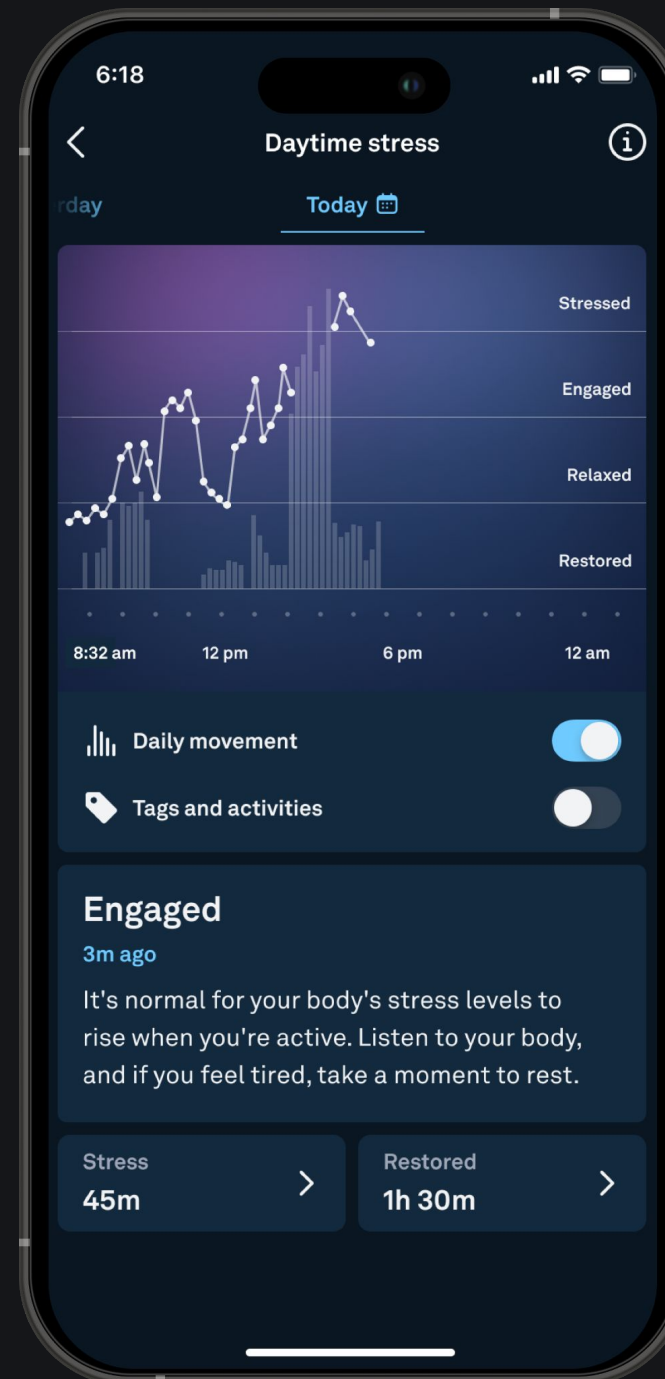 6:18
Daytime stress
rday
Today
Stressed
Engaged
Relaxed
Restored
8:32 am
12 pm
6 pm
12 am
Daily movement
Tags and activities
Engaged
3m ago
It's normal for your body's stress levels to
rise when you're active. Listen to your body,
and if you feel tired, take a moment to rest.
Stress
45m
Restored
1h 30m